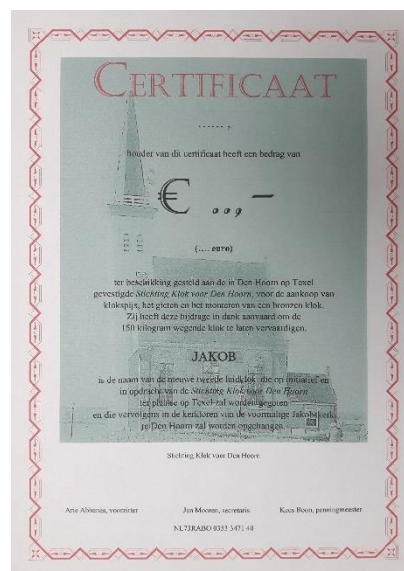 CERTIFICAAT
...... ,
houder van dit certificaat heeft een bedrag van
€ ..,–
(.... euro)
ter beschikking gesteld aan de in Den Hoorn op Texel
gevestigde Stichting Klok voor Den Hoorn, voor de aankoop van
klokspijs, het gieten en het monteren van een bronzen klok.
Zij heeft deze bijdrage in dank aanvaard om de
150 kilogram wegende klok te laten vervaardigen.
JAKOB
is de naam van de nieuwe tweede luidklok, die op initiatief en
in opdracht van de Stichting Klok voor Den Hoorn
ter plaatse op Texel zal worden gegoten
en die vervolgens in de kerktoren van de voormalige Jakobskerk
in Den Hoorn zal worden opgehangen.
Stichting Klok voor Den Hoorn
Arie Abbenes, voorzitter Jan Mooren, secretaris Kees Boon, penningmeester
NL73RABO 0353 3471 40